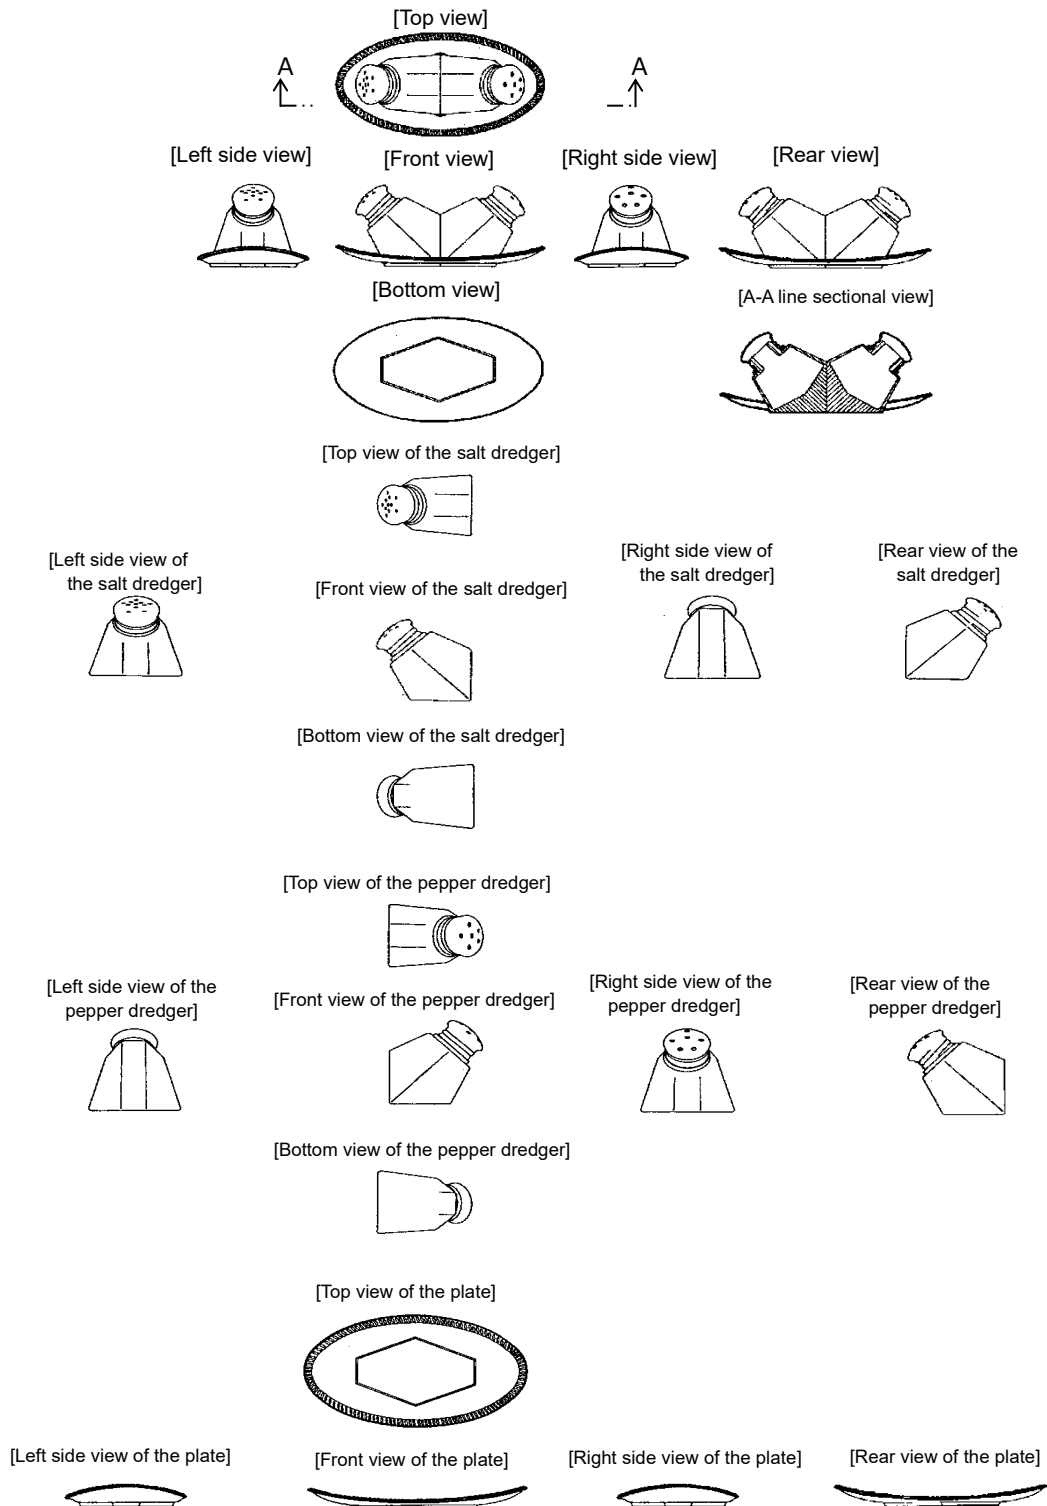 [Top view]
A
A
[Left side view]
[Front view]
[Right side view]
[Rear view]
[Bottom view]
[A-A line sectional view]
[Top view of the salt dredger]
[Left side view of
the salt dredger]
[Front view of the salt dredger]
[Right side view of
the salt dredger]
[Rear view of the
salt dredger]
[Bottom view of the salt dredger]
[Top view of the pepper dredger]
[Left side view of the
pepper dredger]
[Front view of the pepper dredger]
[Right side view of the
pepper dredger]
[Rear view of the
pepper dredger]
[Bottom view of the pepper dredger]
[Top view of the plate]
[Left side view of the plate]
[Front view of the plate]
[Right side view of the plate]
[Rear view of the plate]